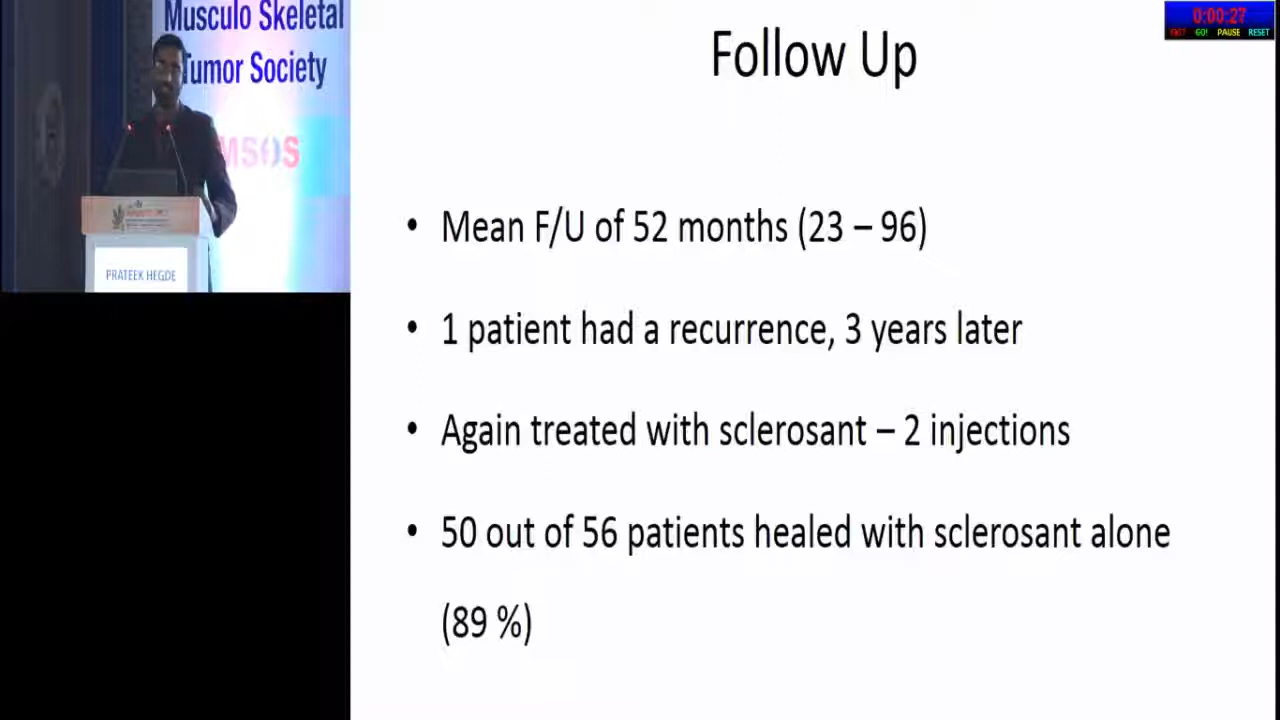 Musculo Skeletal
Tumor Society
MSOS
PRATEEK HEGDE
0:00:27
GO! PAUSE RESET
Follow Up
• Mean F/U of 52 months (23 – 96)
• 1 patient had a recurrence, 3 years later
• Again treated with sclerosant – 2 injections
• 50 out of 56 patients healed with sclerosant alone
(89 %)